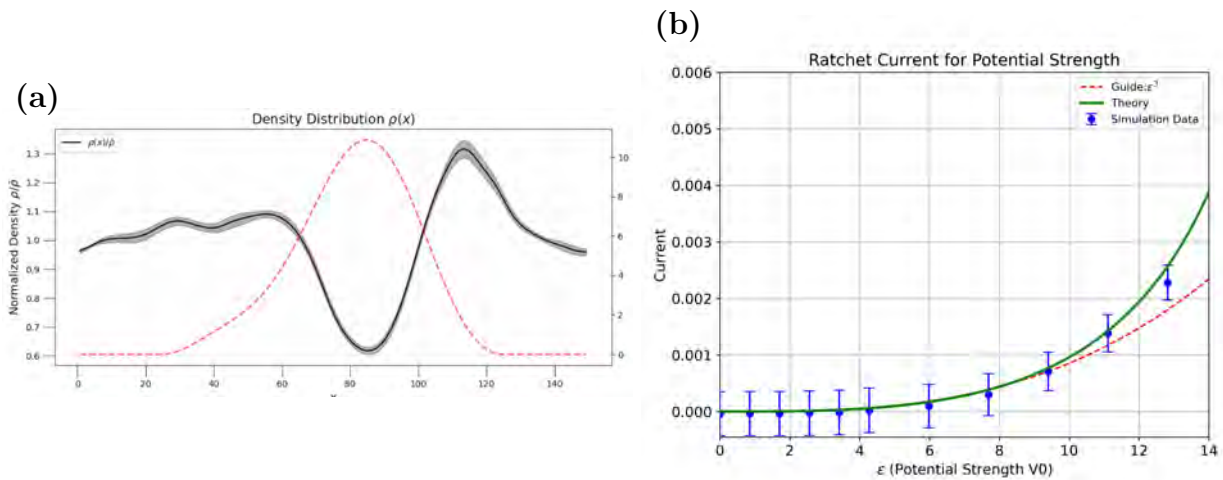 (a)
Density Distribution ρ(x)
ρ(x)/ρ̄
Normalized Density ρ/ρ̄
1.3
1.2
1.1
1.0
0.9
0.8
0.7
0.6
10
8
6
4
2
0
0 20 40 60 80 100 120 140
(b)
Ratchet Current for Potential Strength
Guide:ε³
Theory
Simulation Data
Current
0.006
0.005
0.004
0.003
0.002
0.001
0.000
0 2 4 6 8 10 12 14
ε (Potential Strength V0)